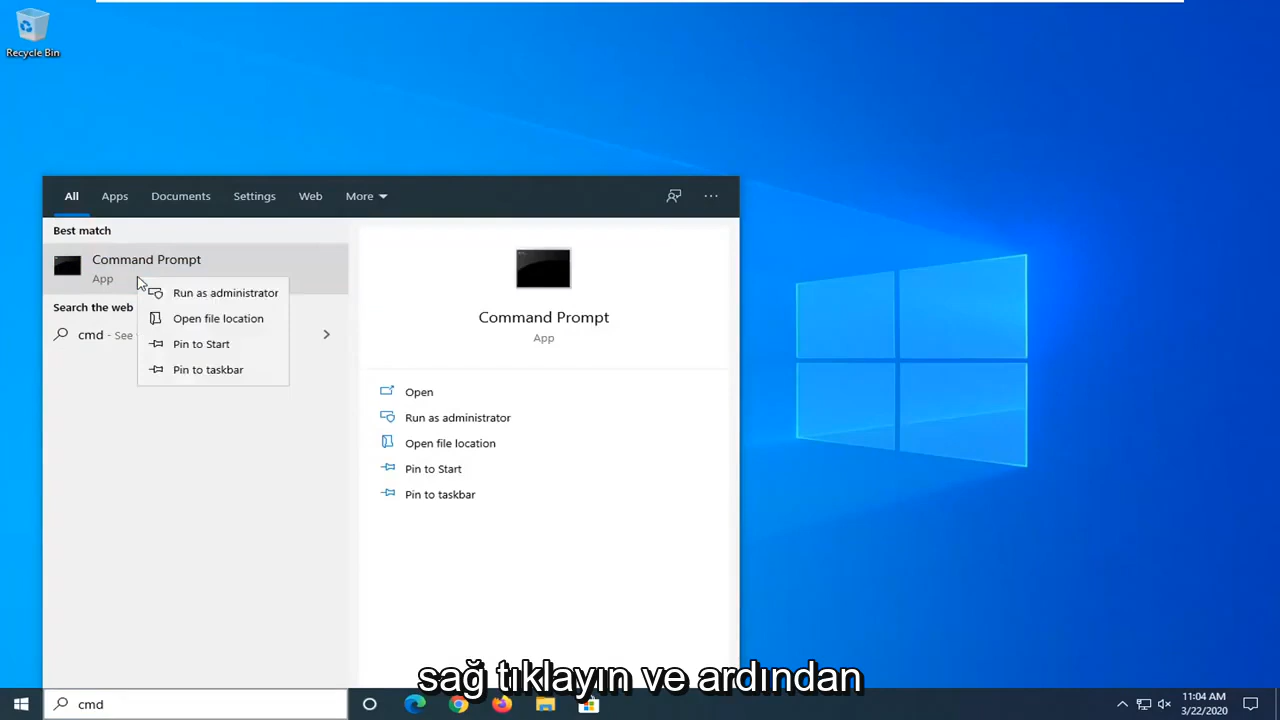 Recycle Bin
All Apps Documents Settings Web More
Best match
Command Prompt
App
Search the web
cmd - See
Run as administrator
Open file location
Pin to Start
Pin to taskbar
Command Prompt
App
Open
Run as administrator
Open file location
Pin to Start
Pin to taskbar
sağ tıklayın ve ardından
cmd
11:04 AM
3/22/2020